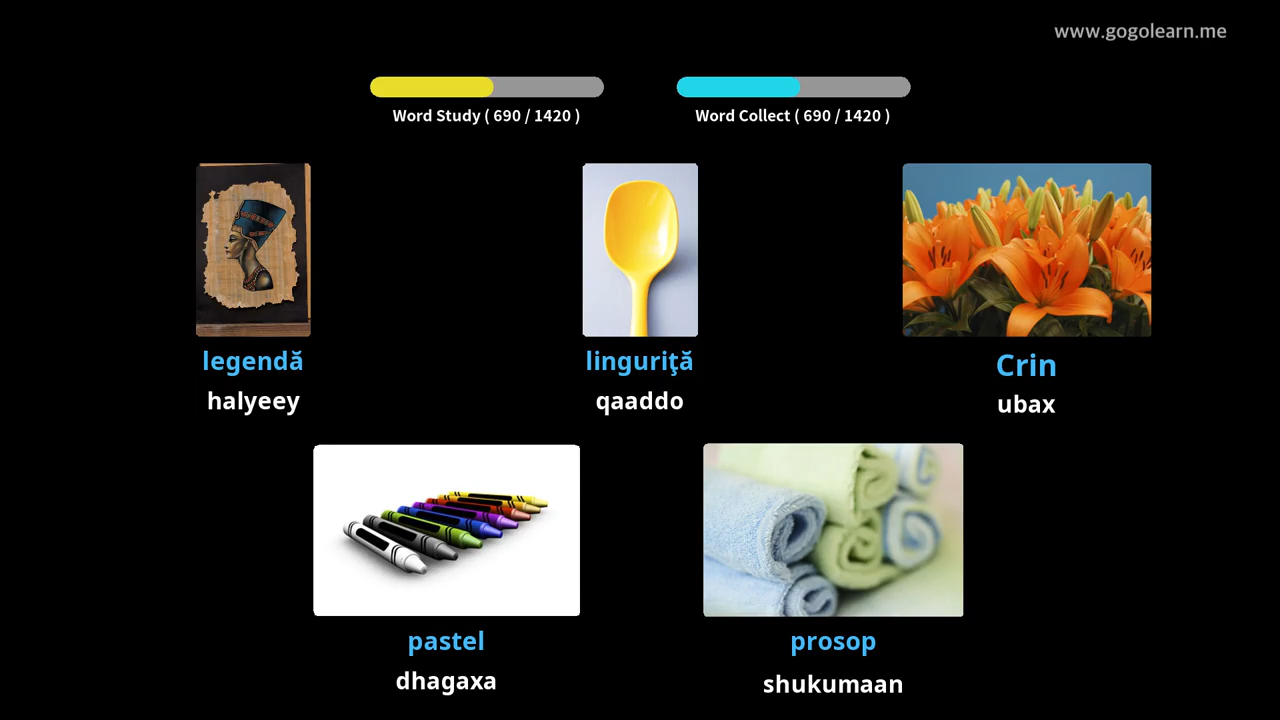 www.gogolearn.me
Word Study ( 690 / 1420 )
Word Collect ( 690 / 1420 )
legendă
halyeey
linguriţă
qaaddo
Crin
ubax
pastel
dhagaxa
prosop
shukumaan